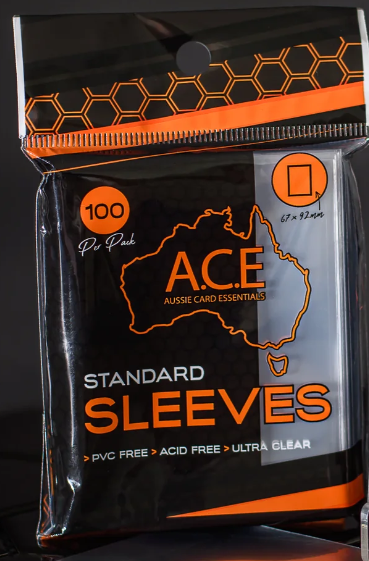 100
Per Pack
67 x 92mm
A.C.E
AUSSIE CARD ESSENTIALS
STANDARD
SLEEVES
> PVC FREE > ACID FREE > ULTRA CLEAR